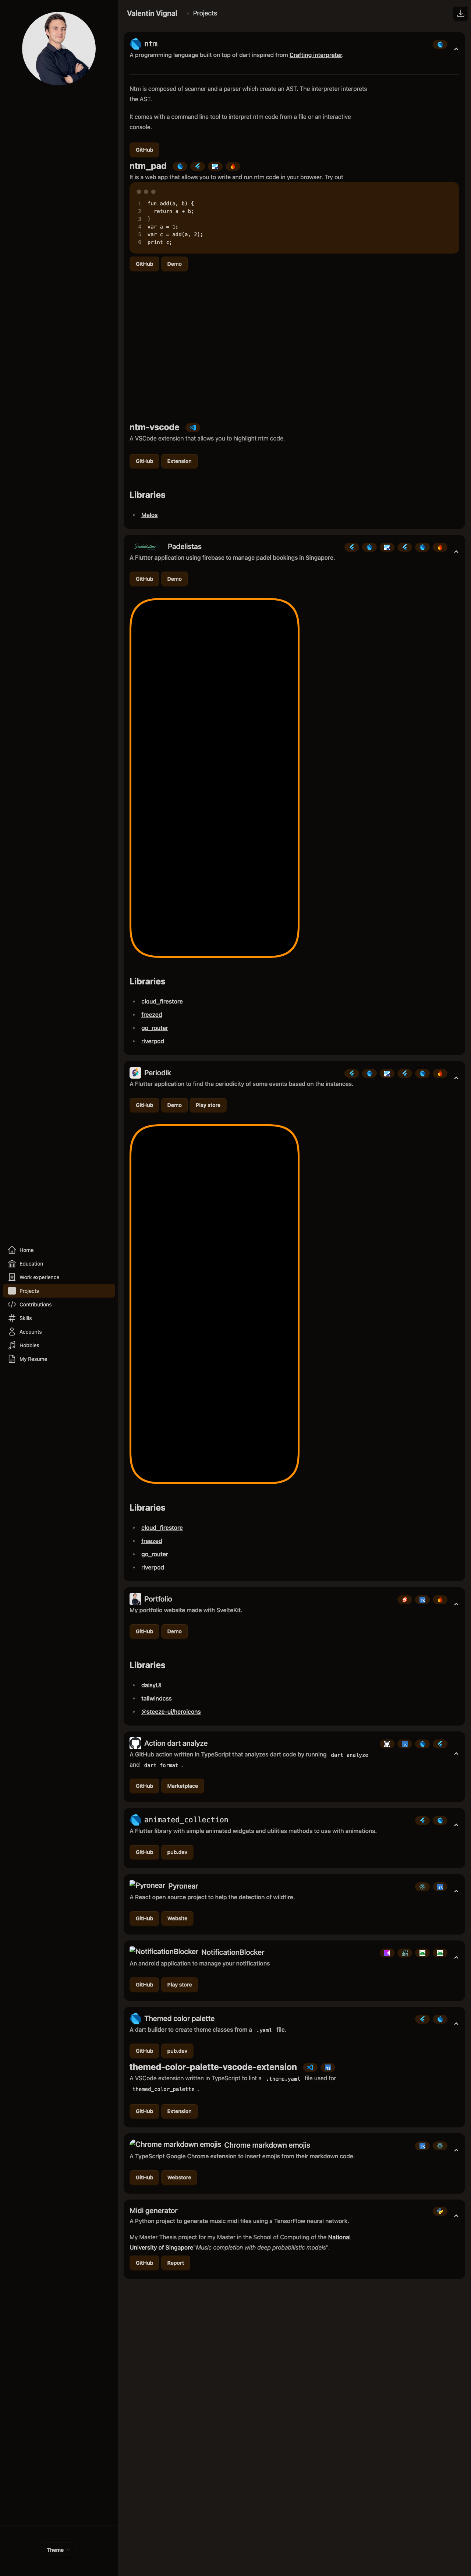 Valentin Vignal
Projects
ntm
A programming language built on top of dart inspired from Crafting interpreter.
Ntm is composed of scanner and a parser which create an AST. The interpreter interprets
the AST.
It comes with a command line tool to interpret ntm code from a file or an interactive
console.
GitHub
ntm_pad
It is a web app that allows you to write and run ntm code in your browser. Try out
1 fun add(a, b) {
2 return a + b;
3 }
4 var a = 1;
5 var c = add(a, 2);
6 print c;
GitHub Demo
ntm-vscode
A VSCode extension that allows you to highlight ntm code.
GitHub Extension
Libraries
Melos
Padelistas
A Flutter application using firebase to manage padel bookings in Singapore.
GitHub Demo
Libraries
cloud_firestore
freezed
go_router
riverpod
Periodik
A Flutter application to find the periodicity of some events based on the instances.
GitHub Demo Play store
Home
Education
Work experience
Projects
Contributions
Skills
Accounts
Hobbies
My Resume
Libraries
cloud_firestore
freezed
go_router
riverpod
Portfolio
My portfolio website made with SvelteKit.
GitHub Demo
Libraries
daisyUI
tailwindcss
@steeze-ui/heroicons
Action dart analyze
A GitHub action written in TypeScript that analyzes dart code by running dart analyze
and dart format .
GitHub Marketplace
animated_collection
A Flutter library with simple animated widgets and utilities methods to use with animations.
GitHub pub.dev
Pyronear Pyronear
A React open source project to help the detection of wildfire.
GitHub Website
NotificationBlocker NotificationBlocker
An android application to manage your notifications
GitHub Play store
Themed color palette
A dart builder to create theme classes from a .yaml file.
GitHub pub.dev
themed-color-palette-vscode-extension
A VSCode extension written in TypeScript to lint a .theme.yaml file used for
themed_color_palette .
GitHub Extension
Chrome markdown emojis Chrome markdown emojis
A TypeScript Google Chrome extension to insert emojis from their markdown code.
GitHub Webstore
Midi generator
A Python project to generate music midi files using a TensorFlow neural network.
My Master Thesis project for my Master in the School of Computing of the National
University of Singapore"Music completion with deep probabilistic models".
GitHub Report
Theme